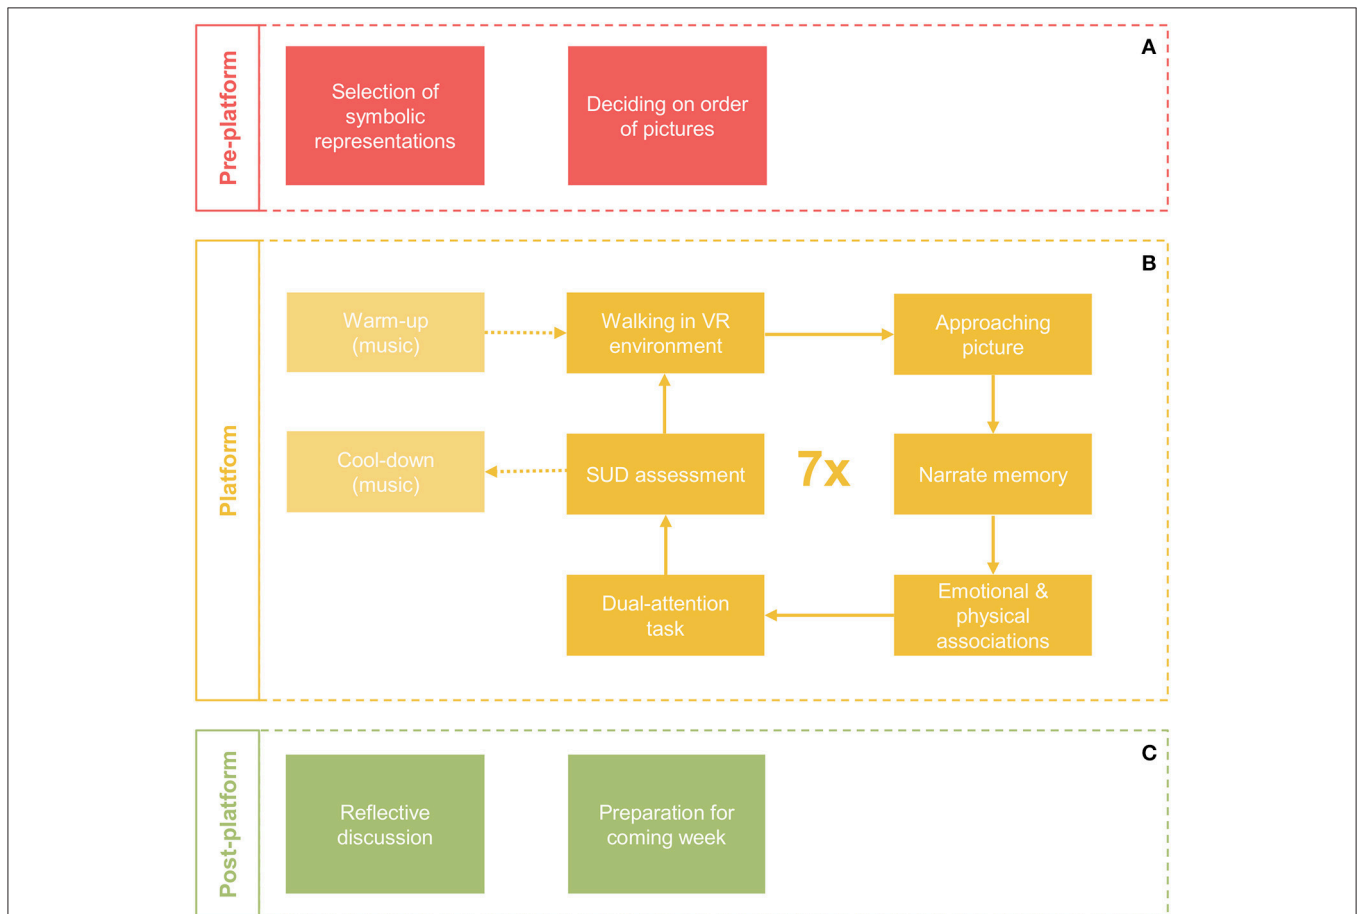 Pre-platform
A
Selection of
symbolic
representations
Deciding on order
of pictures
Platform
B
Warm-up
(music)
Walking in VR
environment
Approaching
picture
Cool-down
(music)
SUD assessment
7x
Narrate memory
Dual-attention
task
Emotional &
physical
associations
Post-platform
C
Reflective
discussion
Preparation for
coming week